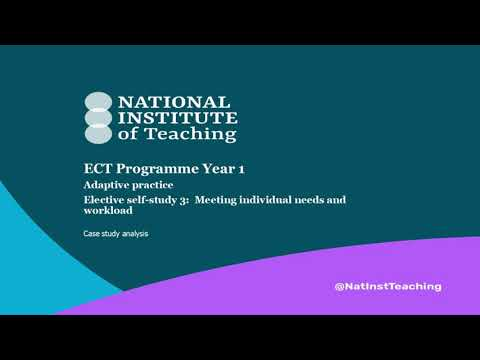 NATIONAL
INSTITUTE
of Teaching
ECT Programme Year 1
Adaptive practice
Elective self-study 3:  Meeting individual needs and
workload
Case study analysis
@NatInstTeaching